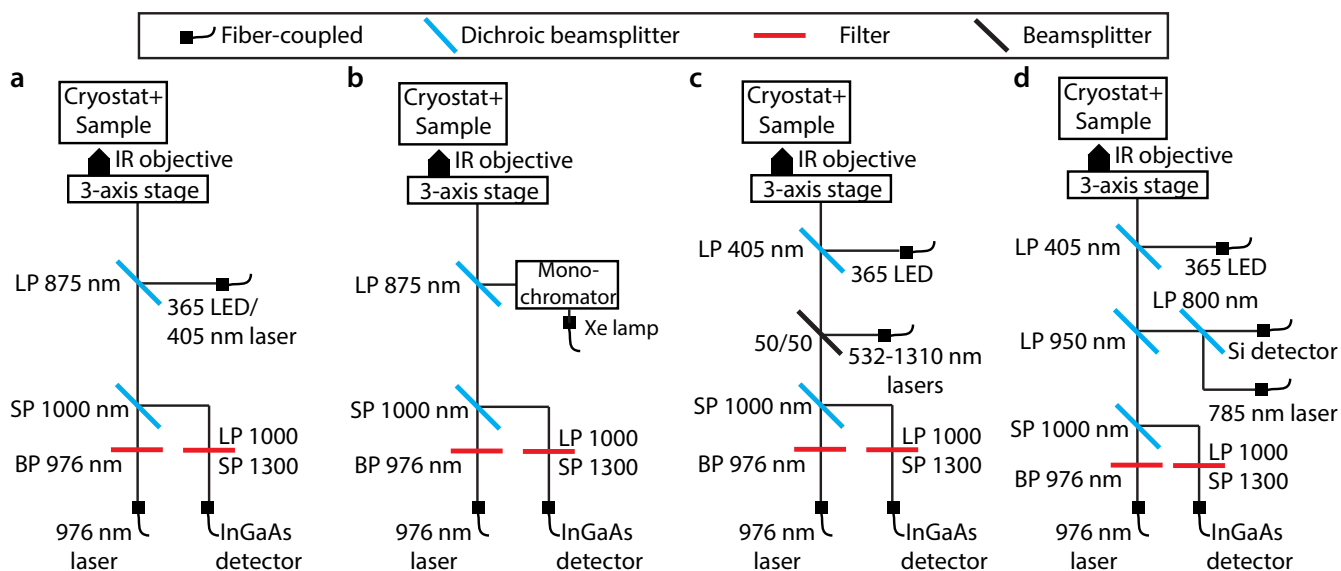 Fiber-coupled Dichroic beamsplitter Filter Beamsplitter
a
Cryostat+
Sample
IR objective
3-axis stage
LP 875 nm
365 LED/
405 nm laser
SP 1000 nm
LP 1000
BP 976 nm
SP 1300
976 nm
laser
InGaAs
detector
b
Cryostat+
Sample
IR objective
3-axis stage
LP 875 nm
Mono-
chromator
Xe lamp
SP 1000 nm
LP 1000
BP 976 nm
SP 1300
976 nm
laser
InGaAs
detector
c
Cryostat+
Sample
IR objective
3-axis stage
LP 405 nm
365 LED
50/50
532-1310 nm
lasers
SP 1000 nm
LP 1000
BP 976 nm
SP 1300
976 nm
laser
InGaAs
detector
d
Cryostat+
Sample
IR objective
3-axis stage
LP 405 nm
365 LED
LP 800 nm
LP 950 nm
Si detector
785 nm laser
SP 1000 nm
LP 1000
BP 976 nm
SP 1300
976 nm
laser
InGaAs
detector